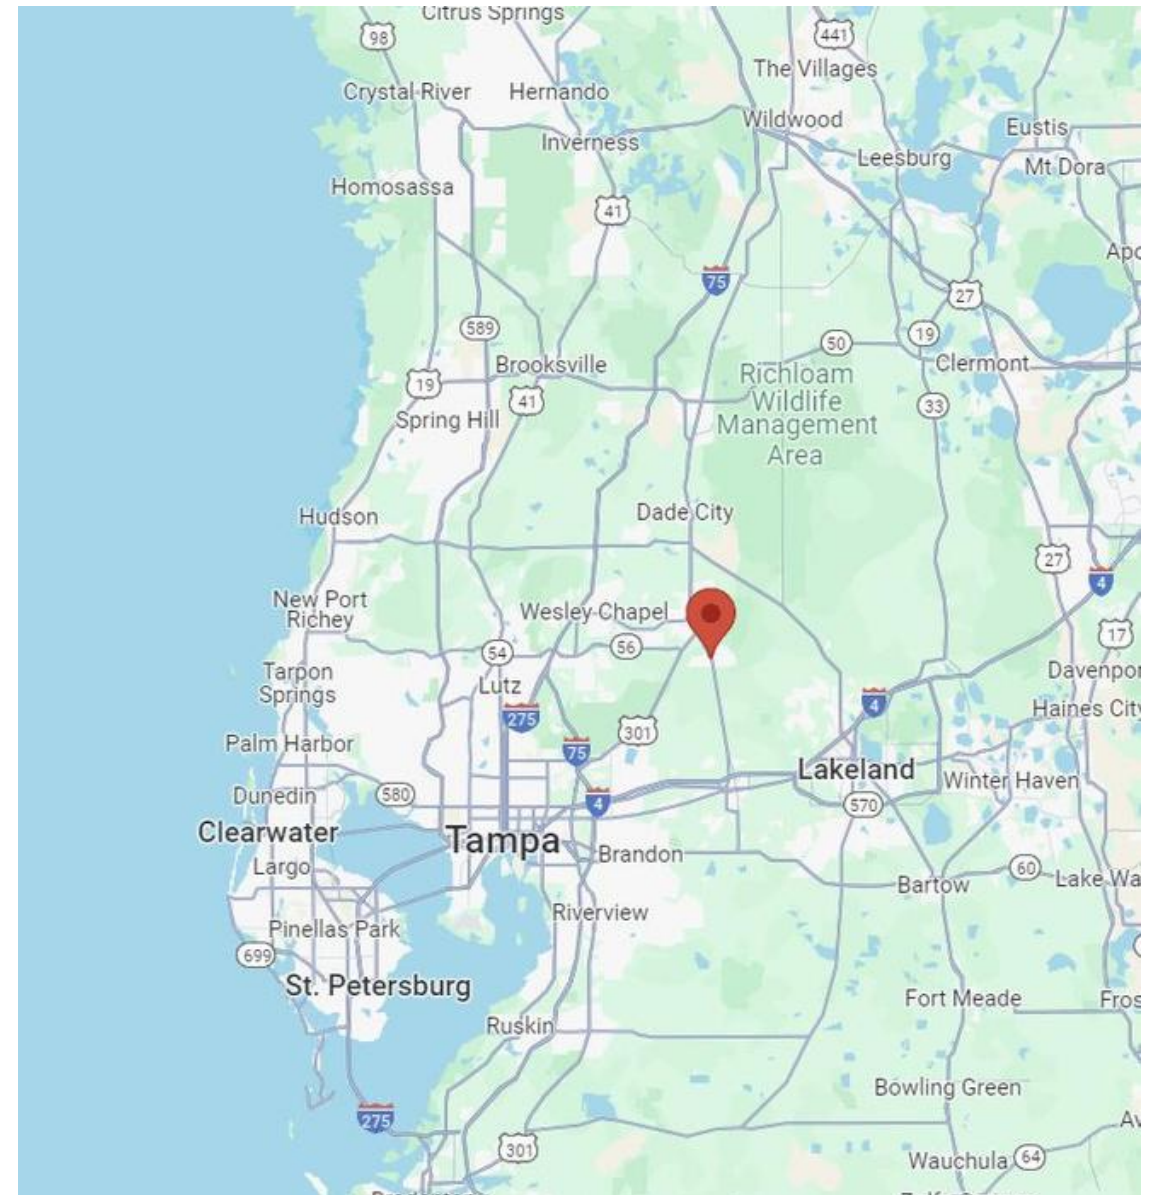 Citrus Springs
98
441
The Villages
Crystal River
Hernando
Wildwood
Eustis
Inverness
Leesburg
Mt Dora
Homosassa
41
Apo
75
27
589
19
50
Clermont
Brooksville
Richloam
Wildlife
Management
Area
19
41
33
Spring Hill
Dade City
Hudson
27
4
New Port
Richey
Wesley Chapel
17
54
56
Tarpon
Springs
Lutz
Davenpor
4
Haines City
275
301
Palm Harbor
75
Lakeland
Winter Haven
Dunedin
580
4
570
Clearwater
Tampa
Brandon
Largo
60
Lake Wa
Bartow
Riverview
Pinellas Park
699
St. Petersburg
Fort Meade
Fros
Ruskin
Bowling Green
275
Av
301
Wauchula
64